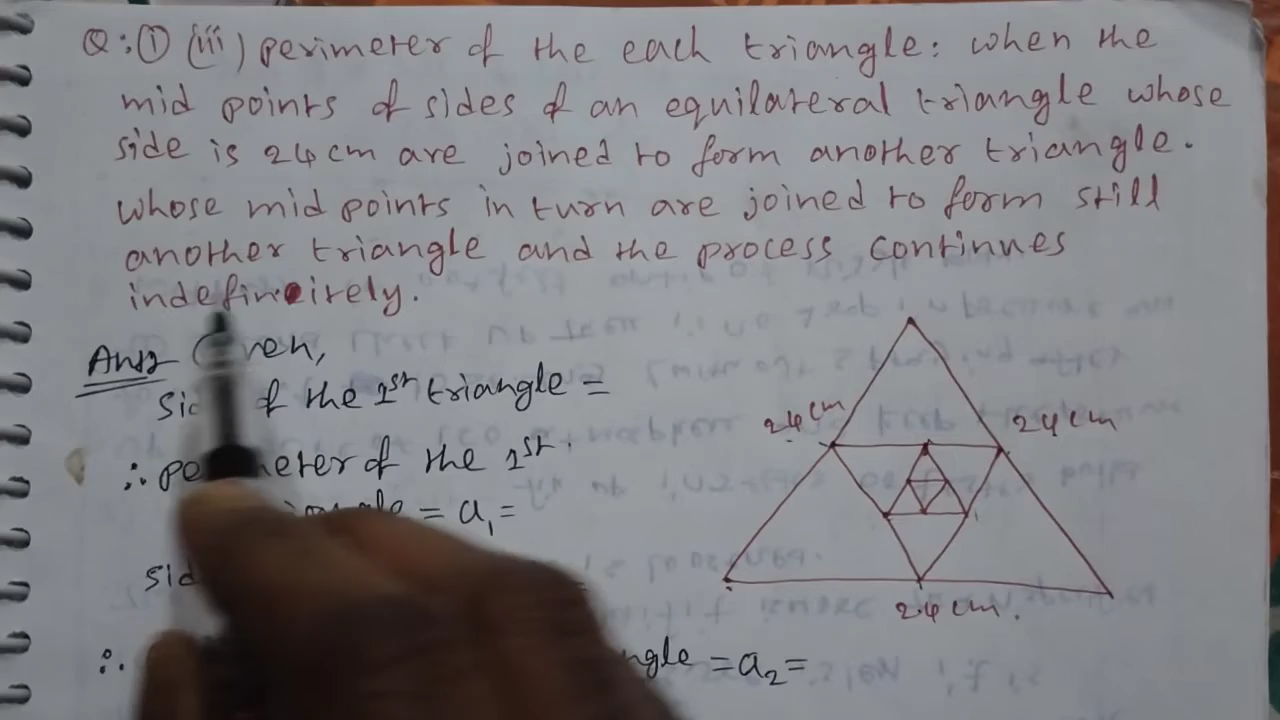 Q:① (iii) perimeter of the each triangle: when the
mid points of sides of an equilateral triangle whose
side is 24 cm are joined to form another triangle.
whose mid points in turn are joined to form still
another triangle and the process continues
indefinitely.
Ans:
side of the 1st triangle =
24 cm
24 cm
∴ of the 1st
= a₁=
24 cm.
∴ = a₂=